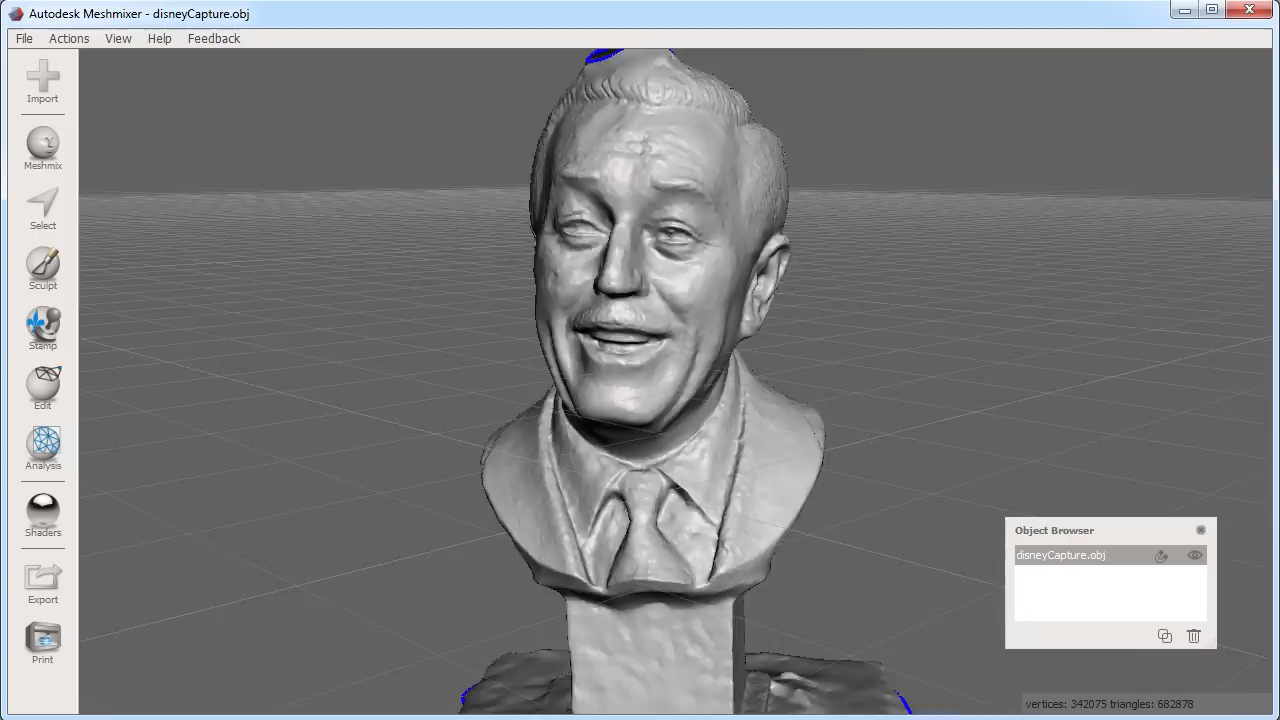 Autodesk Meshmixer - disneyCapture.obj
File Actions View Help Feedback
Import
Meshmix
Select
Sculpt
Stamp
Edit
Analysis
Shaders
Export
Print
Object Browser
disneyCapture.obj
vertices: 342075 triangles: 682878